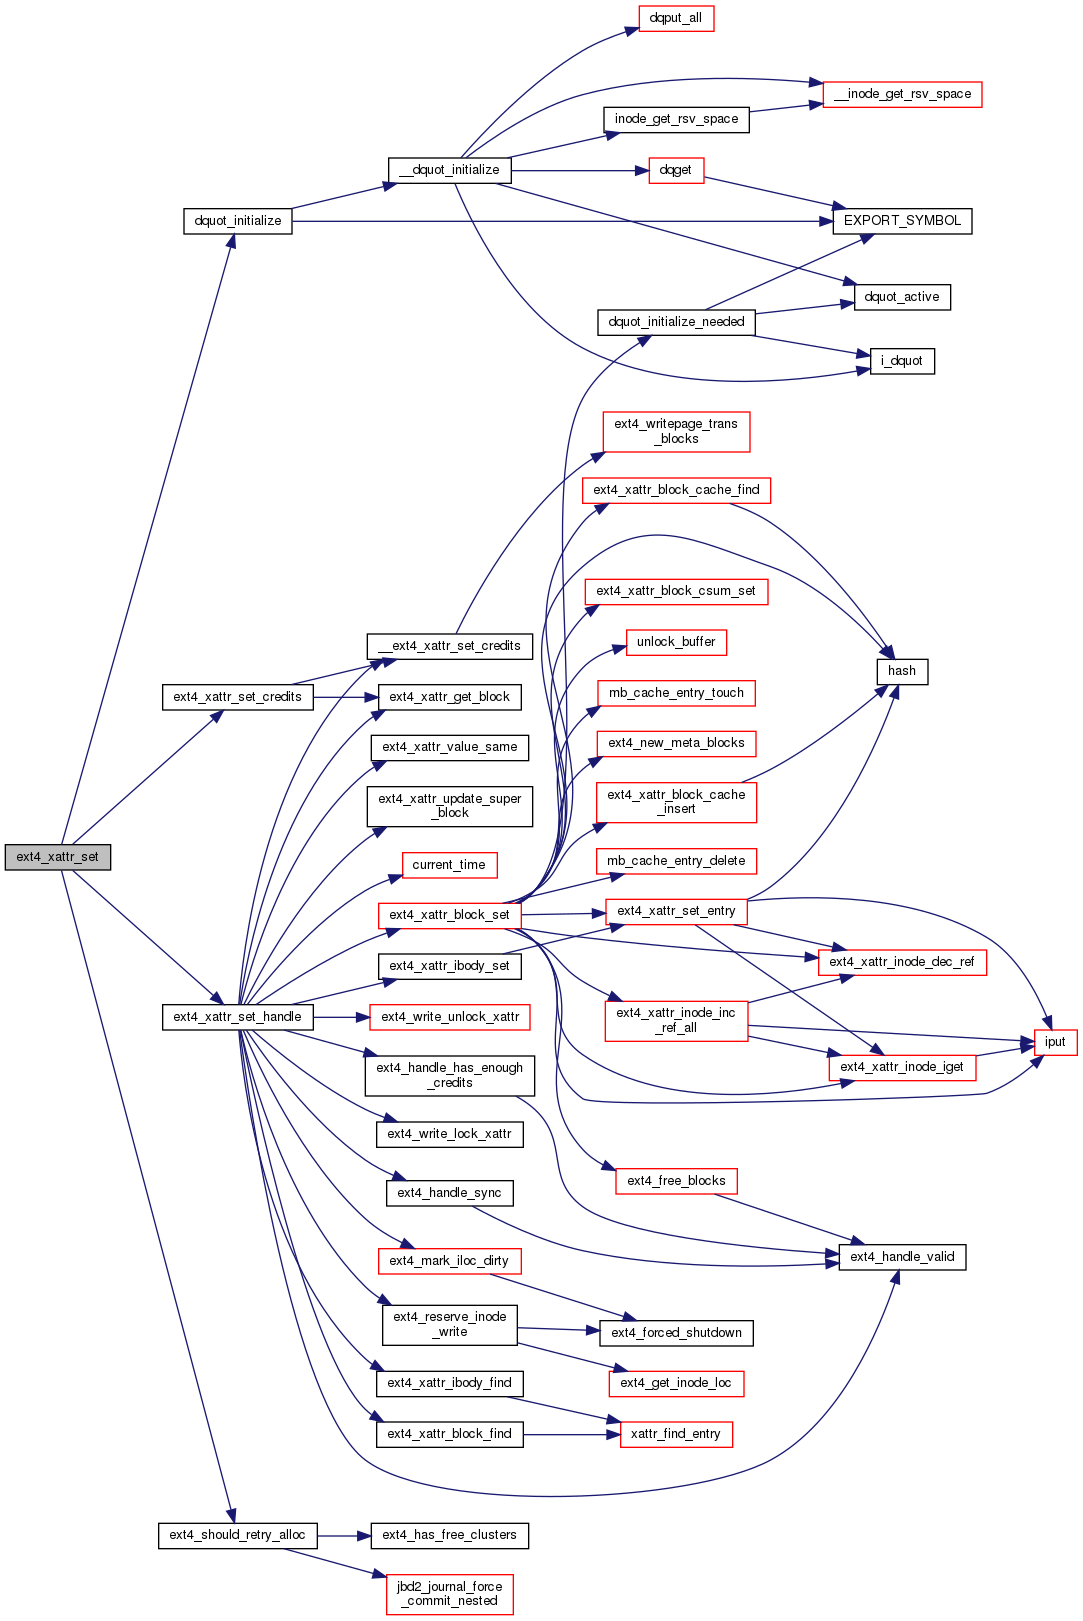 dqput_all
__inode_get_rsv_space
inode_get_rsv_space
__dquot_initialize
dqget
dquot_initialize
EXPORT_SYMBOL
dquot_active
dquot_initialize_needed
i_dquot
ext4_writepage_trans
_blocks
ext4_xattr_block_cache_find
ext4_xattr_block_csum_set
__ext4_xattr_set_credits
unlock_buffer
hash
ext4_xattr_set_credits
ext4_xattr_get_block
mb_cache_entry_touch
ext4_xattr_value_same
ext4_new_meta_blocks
ext4_xattr_update_super
_block
ext4_xattr_block_cache
_insert
ext4_xattr_set
current_time
mb_cache_entry_delete
ext4_xattr_block_set
ext4_xattr_set_entry
ext4_xattr_ibody_set
ext4_xattr_inode_dec_ref
ext4_xattr_set_handle
ext4_write_unlock_xattr
ext4_xattr_inode_inc
_ref_all
iput
ext4_handle_has_enough
_credits
ext4_xattr_inode_iget
ext4_write_lock_xattr
ext4_free_blocks
ext4_handle_sync
ext4_mark_iloc_dirty
ext4_handle_valid
ext4_reserve_inode
_write
ext4_forced_shutdown
ext4_xattr_ibody_find
ext4_get_inode_loc
ext4_xattr_block_find
xattr_find_entry
ext4_should_retry_alloc
ext4_has_free_clusters
jbd2_journal_force
_commit_nested